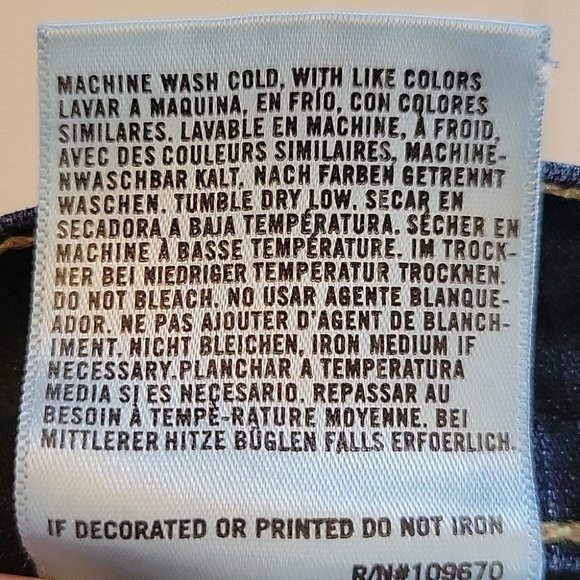 MACHINE WASH COLD, WITH LIKE COLORS
LAVAR A MAQUINA, EN FRÍO, CON COLORES
SIMILARES. LAVABLE EN MACHINE, À FROID,
AVEC DES COULEURS SIMILAIRES, MACHINE-
NWASCHBAR KALT, NACH FARBEN GETRENNT
WASCHEN. TUMBLE DRY LOW. SECAR EN
SECADORA A BAJA TEMPÉRATURA. SÉCHER EN
MACHINE À BASSE TEMPÉRATURE. IM TROCK-
NER BEI NIEDRIGER TEMPERATUR TROCKNEN.
DO NOT BLEACH. NO USAR AGENTE BLANQUE-
ADOR. NE PAS AJOUTER D'AGENT DE BLANCH-
IMENT. NICHT BLEICHEN, IRON MEDIUM IF
NECESSARY.PLANCHAR A TEMPERATURA
MEDIA SI ES NECESARIO. REPASSAR AU
BESOIN À TEMPÈ-RATURE MOYENNE. BEI
MITTLERER HITZE BÜGLEN FALLS ERFOERLICH.
IF DECORATED OR PRINTED DO NOT IRON
R/N#109670